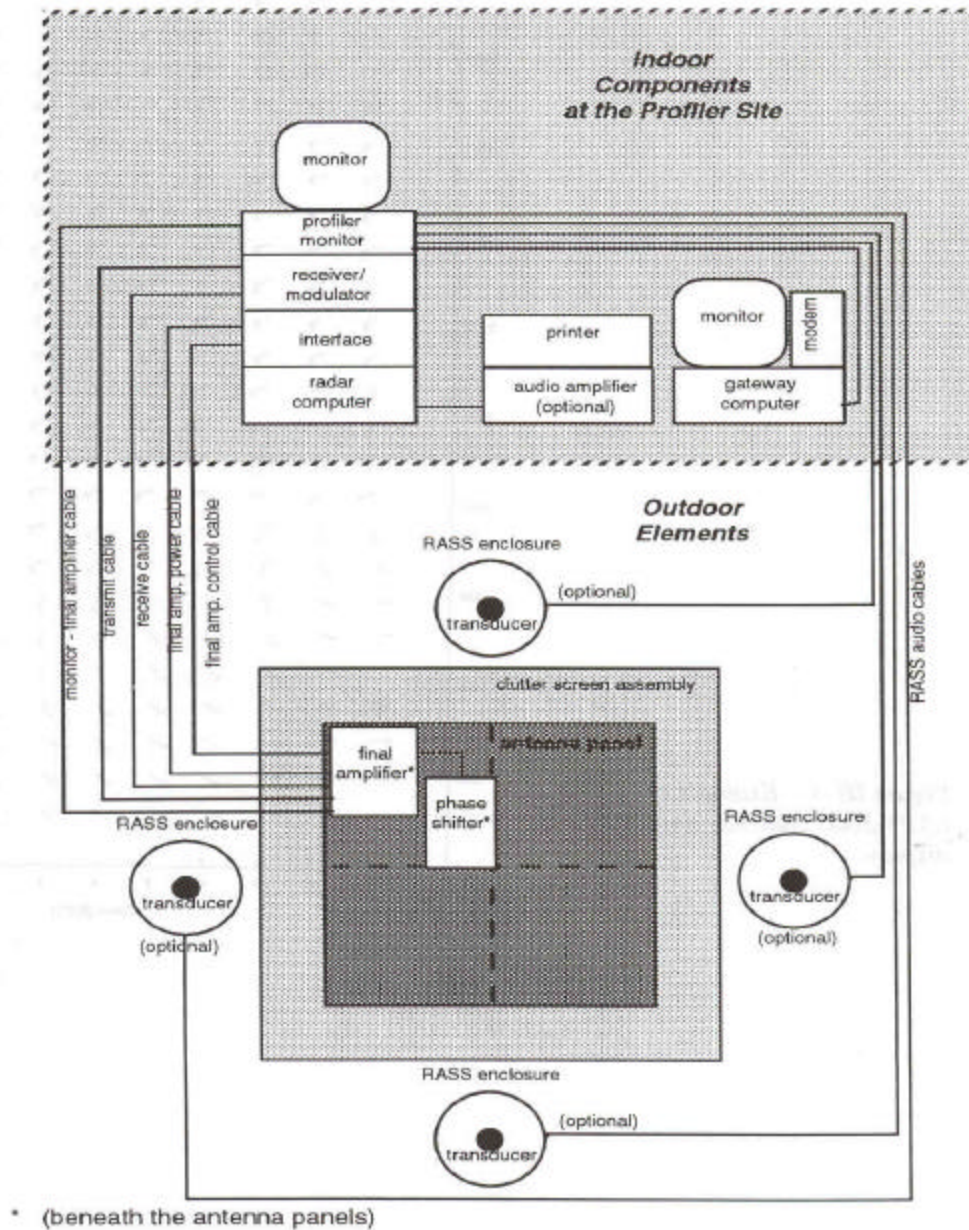 Indoor
Components
at the Profiler Site
monitor
profiler
monitor
receiver/
modulator
interface
radar
computer
printer
audio amplifier
(optional)
monitor
modem
gateway
computer
Outdoor
Elements
monitor - final amplifier cable
transmit cable
receive cable
final amp. power cable
final amp. control cable
RASS audio cables
RASS enclosure
(optional)
transducer
clutter screen assembly
antenna panel
final
amplifier*
phase
shifter*
RASS enclosure
transducer
(optional)
RASS enclosure
transducer
(optional)
RASS enclosure
(optional)
transducer
* (beneath the antenna panels)